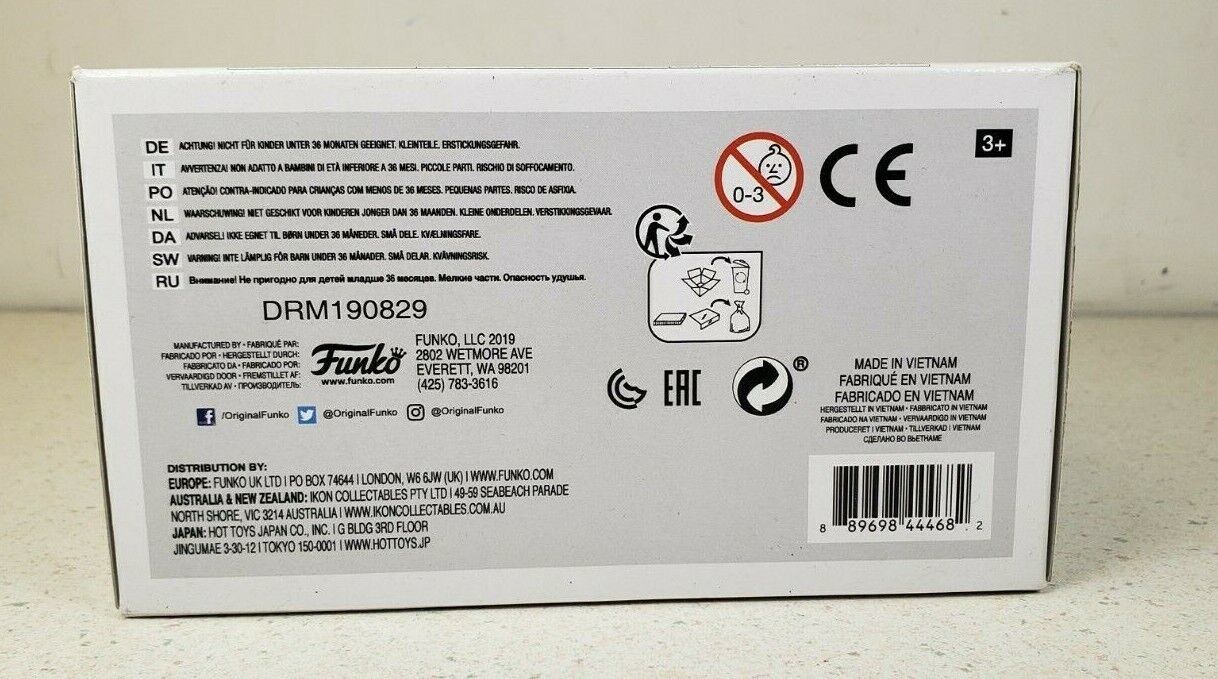 DE ACHTUNG! NICHT FÜR KINDER UNTER 36 MONATEN GEEIGNET. KLEINTEILE. ERSTICKUNGSGEFAHR.
IT AVVERTENZA! NON ADATTO A BAMBINI DI ETÀ INFERIORE A 36 MESI. PICCOLE PARTI. RISCHIO DI SOFFOCAMENTO.
PO ATENÇÃO! CONTRA-INDICADO PARA CRIANÇAS COM MENOS DE 36 MESES. PEQUENAS PARTES. RISCO DE ASFIXIA.
NL WAARSCHUWING! NIET GESCHIKT VOOR KINDEREN JONGER DAN 36 MAANDEN. KLEINE ONDERDELEN. VERSTIKKINGSGEVAAR.
DA ADVARSEL! IKKE EGNET TIL BØRN UNDER 36 MÅNEDER. SMÅ DELE. KVÆLNINGSFARE.
SW VARNING! INTE LÄMPLIG FÖR BARN UNDER 36 MÅNADER. SMÅ DELAR. KVÄVNINGSRISK.
RU Внимание! Не пригодно для детей младше 36 месяцев. Мелкие части. Опасность удушья.
0-3
CE
3+
DRM190829
MANUFACTURED BY • FABRIQUÉ PAR:
FABRICADO POR • HERGESTELLT DURCH:
FABBRICATO DA • FABRICADO POR:
VERVAARDIGD DOOR • FREMSTILLET AF:
TILLVERKAD AV • ПРОИЗВОДИТЕЛЬ:
Funko
www.funko.com
FUNKO, LLC 2019
2802 WETMORE AVE
EVERETT, WA 98201
(425) 783-3616
/OriginalFunko @OriginalFunko @OriginalFunko
EAC
®
MADE IN VIETNAM
FABRIQUÉ EN VIETNAM
FABRICADO EN VIETNAM
HERGESTELLT IN VIETNAM • FABBRICATO IN VIETNAM
FABRICADO NA VIETNAM • VERVAARDIGD IN VIETNAM
PRODUCERET I VIETNAM • TILLVERKAD I VIETNAM
СДЕЛАНО ВО ВЬЕТНАМЕ
DISTRIBUTION BY:
EUROPE: FUNKO UK LTD | PO BOX 74644 | LONDON, W6 6JW (UK) | WWW.FUNKO.COM
AUSTRALIA & NEW ZEALAND: IKON COLLECTABLES PTY LTD | 49-59 SEABEACH PARADE
NORTH SHORE, VIC 3214 AUSTRALIA | WWW.IKONCOLLECTABLES.COM.AU
JAPAN: HOT TOYS JAPAN CO., INC. | G BLDG 3RD FLOOR
JINGUMAE 3-30-12 | TOKYO 150-0001 | WWW.HOTTOYS.JP
8 89698 44468 2